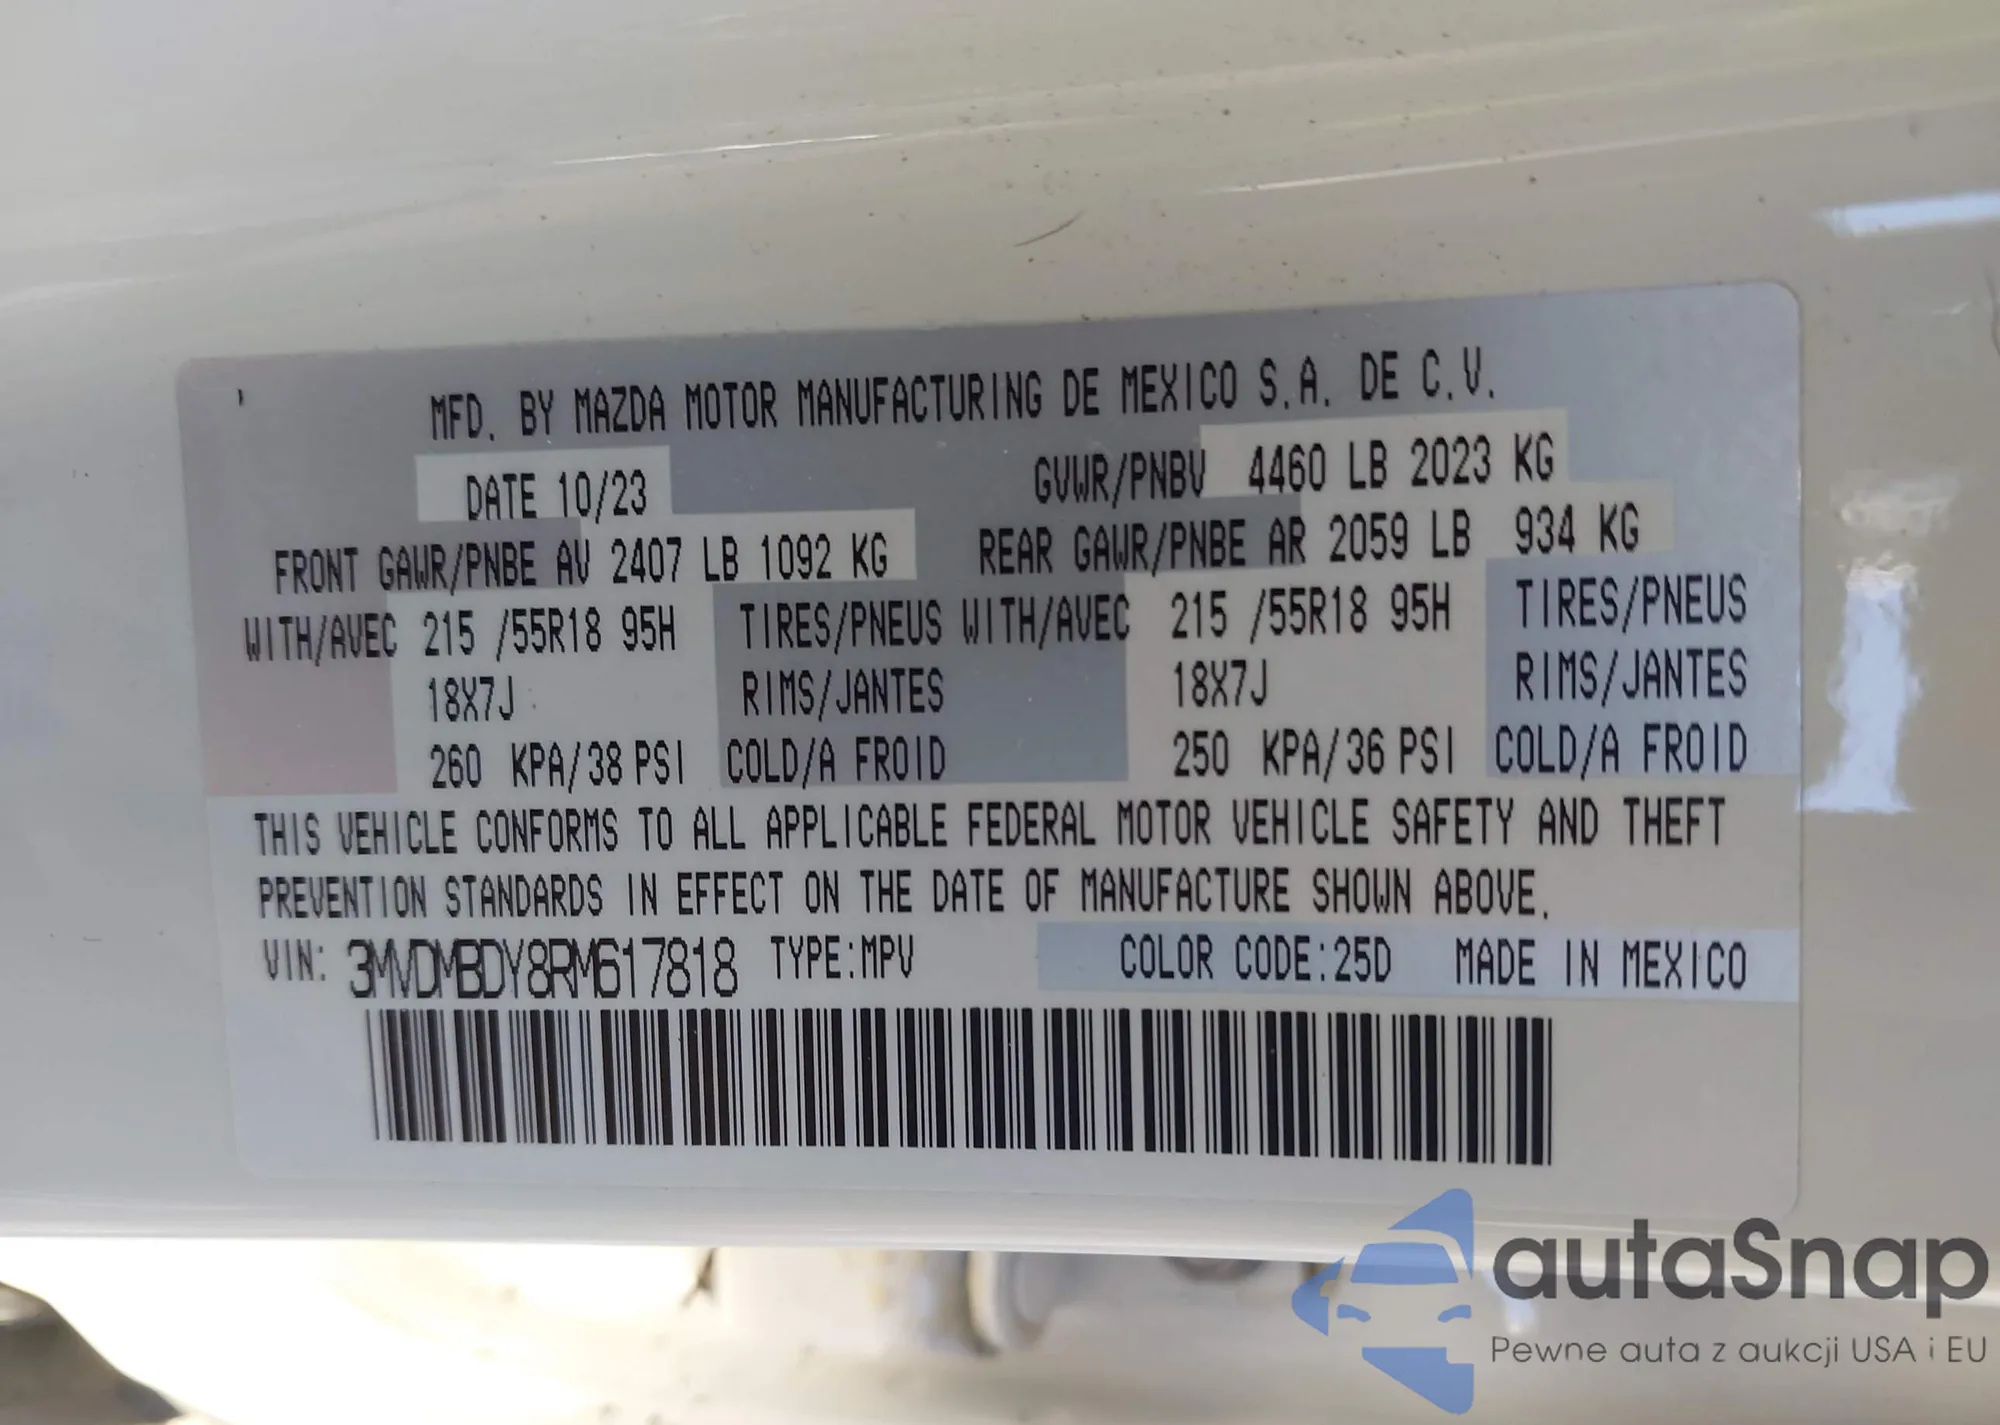 MFD. BY MAZDA MOTOR MANUFACTURING DE MEXICO S.A. DE C.V.
DATE 10/23 GVWR/PNBV 4460 LB 2023 KG
FRONT GAWR/PNBE AV 2407 LB 1092 KG REAR GAWR/PNBE AR 2059 LB 934 KG
WITH/AVEC 215 /55R18 95H TIRES/PNEUS WITH/AVEC 215 /55R18 95H TIRES/PNEUS
18X7J RIMS/JANTES 18X7J RIMS/JANTES
260 KPA/38 PSI COLD/A FROID 250 KPA/36 PSI COLD/A FROID
THIS VEHICLE CONFORMS TO ALL APPLICABLE FEDERAL MOTOR VEHICLE SAFETY AND THEFT
PREVENTION STANDARDS IN EFFECT ON THE DATE OF MANUFACTURE SHOWN ABOVE.
VIN: 3MVDMBDY8RM617818 TYPE:MPV COLOR CODE:25D MADE IN MEXICO
autaSnap
Pewne auta z aukcji USA i EU